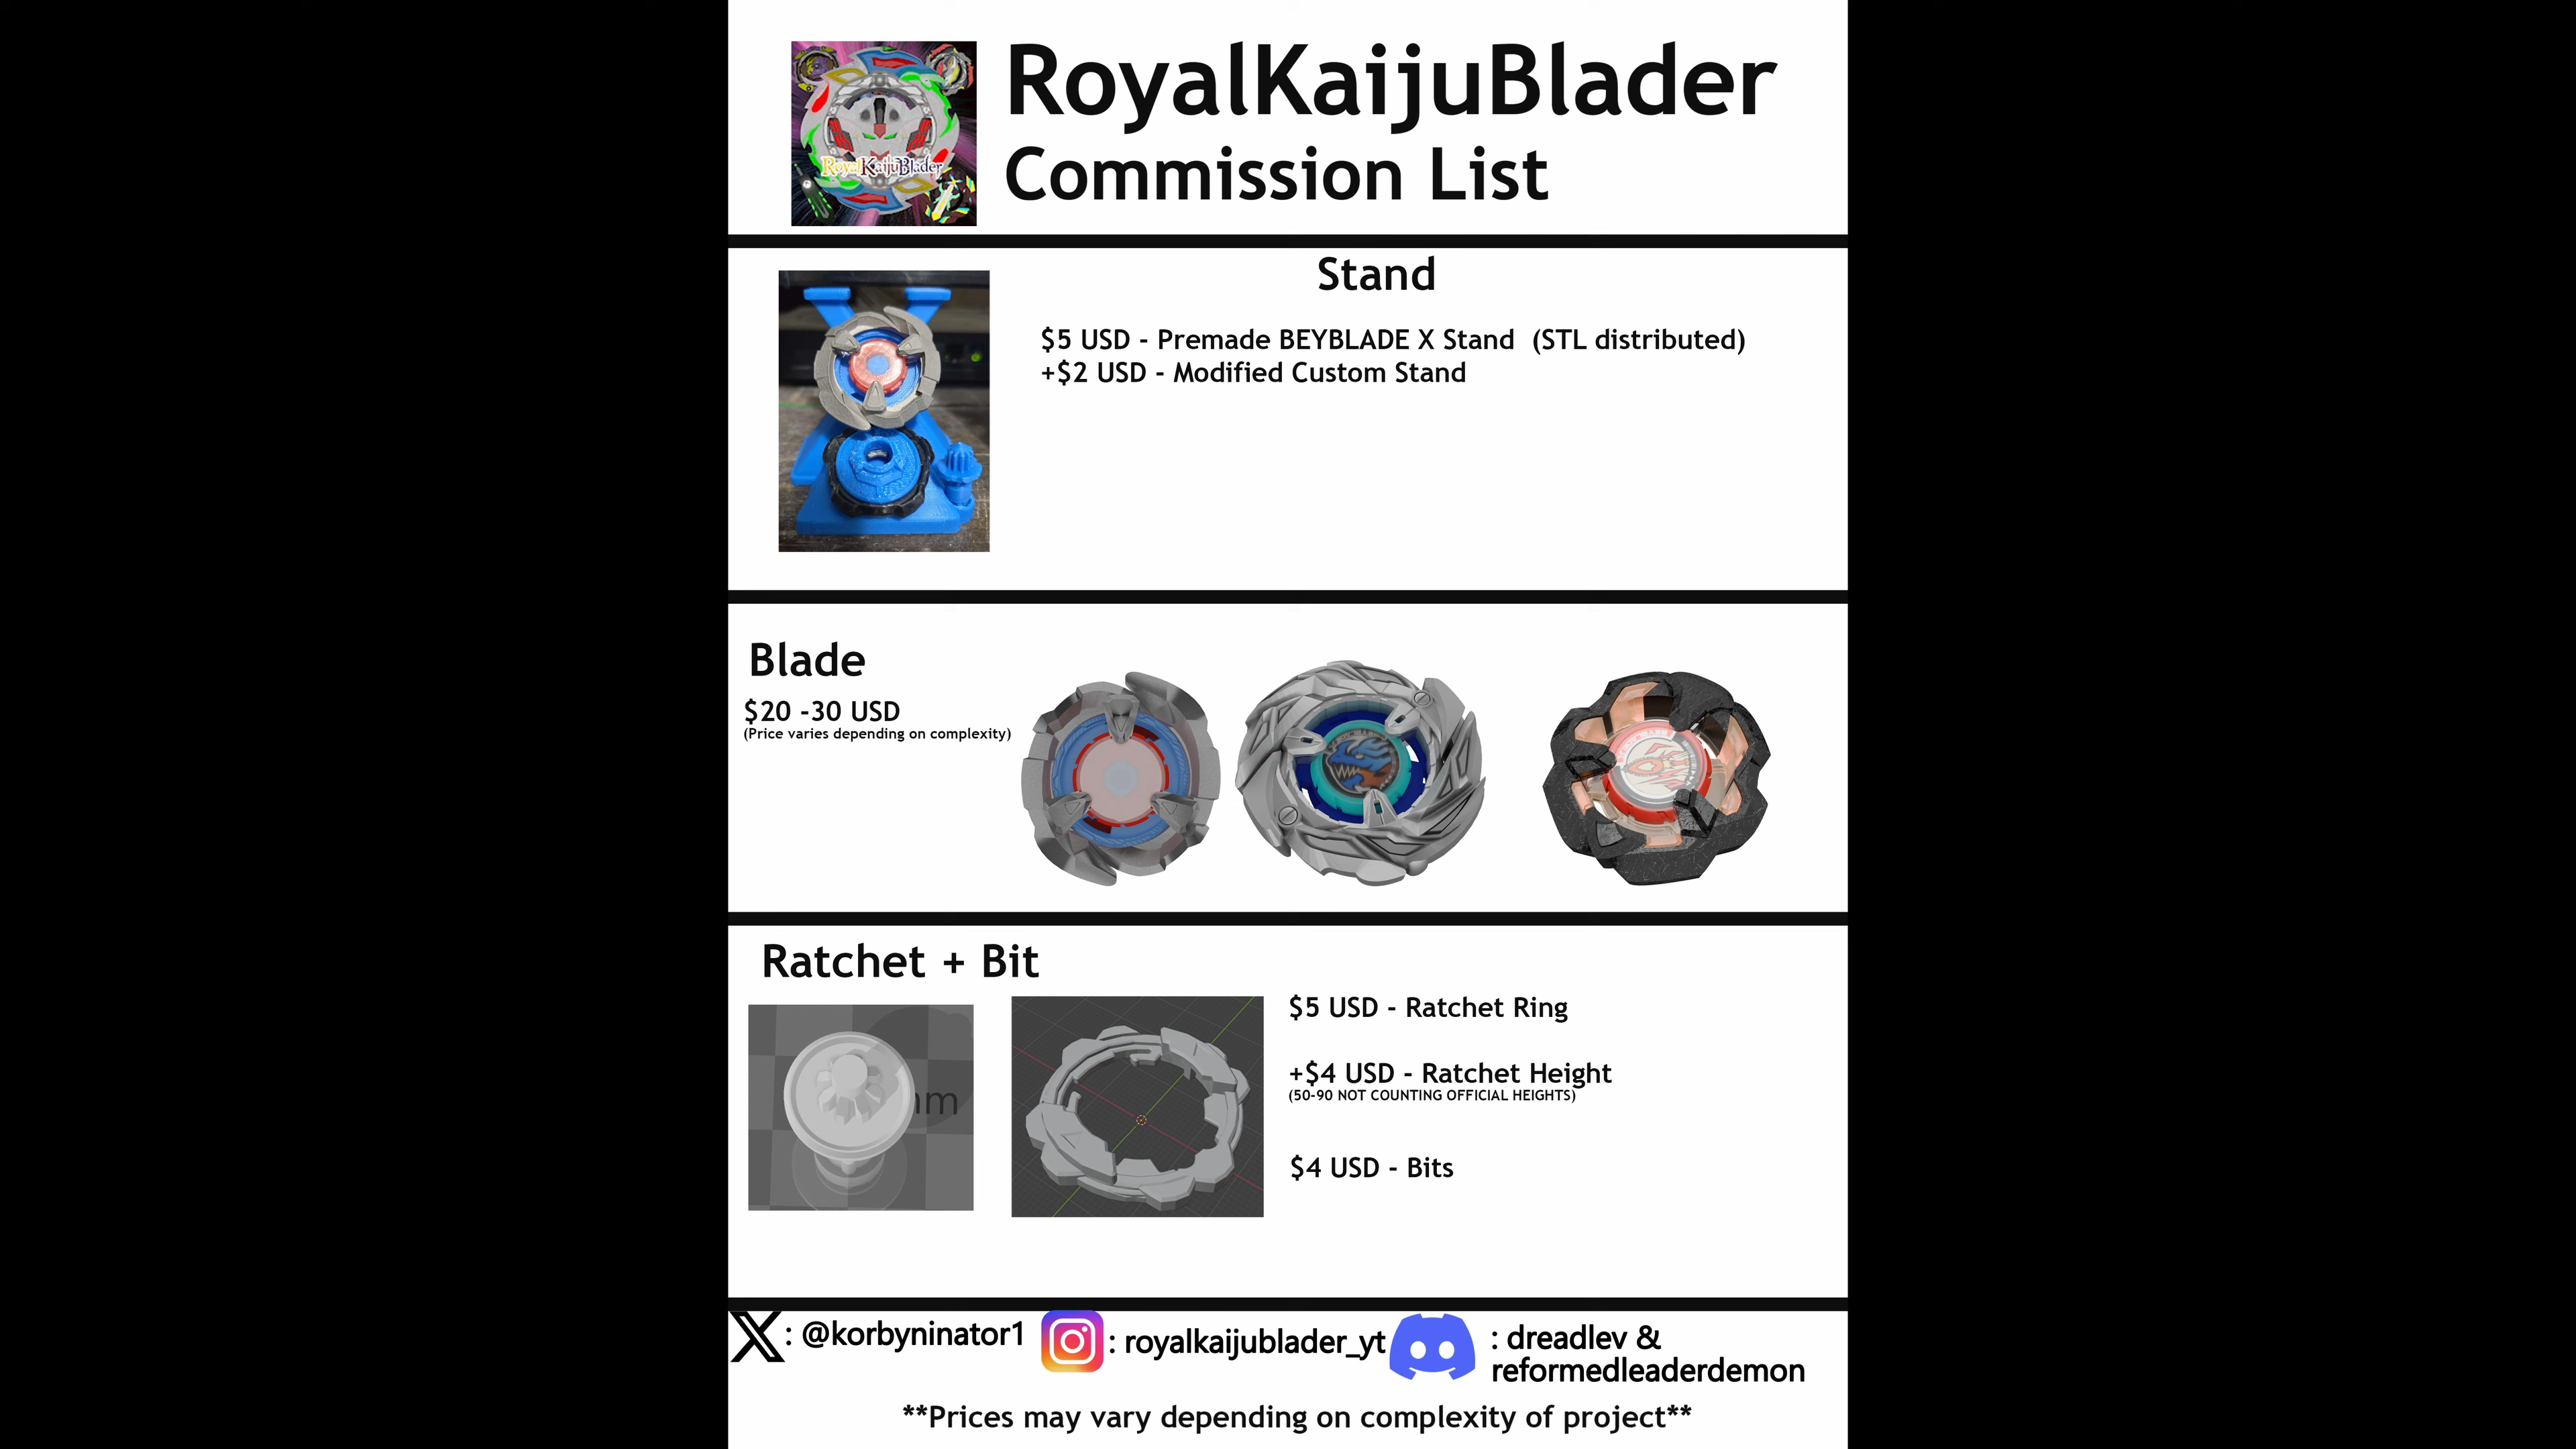 RoyalKaijuBlader
Commission List
RoyalKaijuBlader
Stand
$5 USD - Premade BEYBLADE X Stand (STL distributed)
+$2 USD - Modified Custom Stand
Blade
$20 -30 USD
(Price varies depending on complexity)
Ratchet + Bit
$5 USD - Ratchet Ring
+$4 USD - Ratchet Height
(50-90 NOT COUNTING OFFICIAL HEIGHTS)
$4 USD - Bits
: @korbyninator1
: royalkaijublader_yt
: dreadlev &
reformedleaderdemon
**Prices may vary depending on complexity of project**